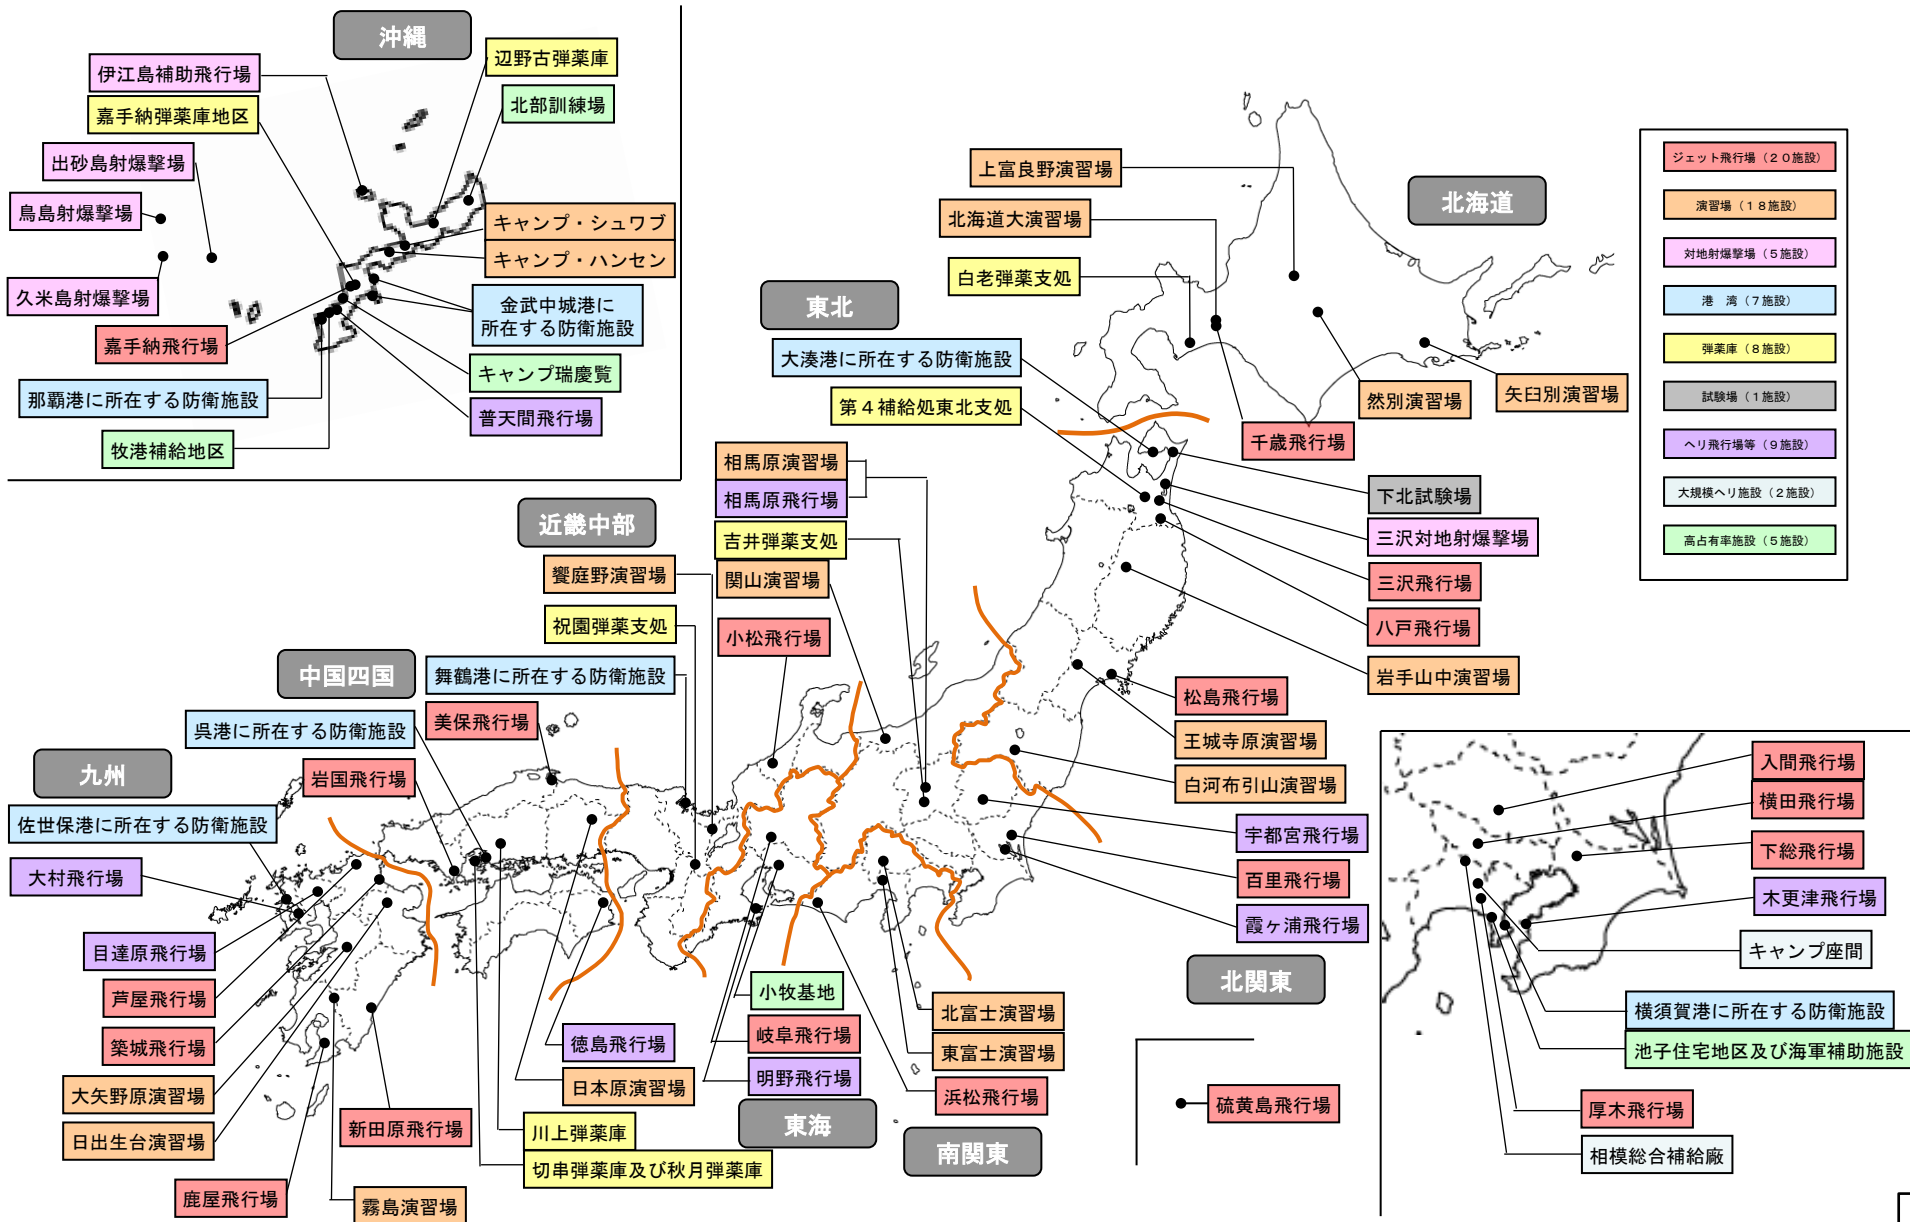 沖縄
伊江島補助飛行場
嘉手納弾薬庫地区
出砂島射爆撃場
鳥島射爆撃場
久米島射爆撃場
嘉手納飛行場
那覇港に所在する防衛施設
牧港補給地区
辺野古弾薬庫
北部訓練場
キャンプ・シュワブ
キャンプ・ハンセン
金武中城港に
所在する防衛施設
キャンプ瑞慶覧
普天間飛行場
北海道
上富良野演習場
北海道大演習場
白老弾薬支処
然別演習場
矢臼別演習場
千歳飛行場
ジェット飛行場（２０施設）
演習場（１８施設）
対地射爆撃場（５施設）
港　湾（７施設）
弾薬庫（８施設）
試験場（１施設）
ヘリ飛行場等（９施設）
大規模ヘリ施設（２施設）
高占有率施設（５施設）
東北
大湊港に所在する防衛施設
第４補給処東北支処
下北試験場
三沢対地射爆撃場
三沢飛行場
八戸飛行場
岩手山中演習場
松島飛行場
王城寺原演習場
白河布引山演習場
相馬原演習場
相馬原飛行場
吉井弾薬支処
関山演習場
小松飛行場
近畿中部
饗庭野演習場
祝園弾薬支処
舞鶴港に所在する防衛施設
中国四国
呉港に所在する防衛施設
美保飛行場
岩国飛行場
九州
佐世保港に所在する防衛施設
大村飛行場
目達原飛行場
芦屋飛行場
築城飛行場
大矢野原演習場
日出生台演習場
鹿屋飛行場
新田原飛行場
霧島演習場
徳島飛行場
日本原演習場
川上弾薬庫
切串弾薬庫及び秋月弾薬庫
小牧基地
岐阜飛行場
明野飛行場
東海
北富士演習場
東富士演習場
浜松飛行場
南関東
宇都宮飛行場
百里飛行場
霞ヶ浦飛行場
北関東
硫黄島飛行場
入間飛行場
横田飛行場
下総飛行場
木更津飛行場
キャンプ座間
横須賀港に所在する防衛施設
池子住宅地区及び海軍補助施設
厚木飛行場
相模総合補給廠